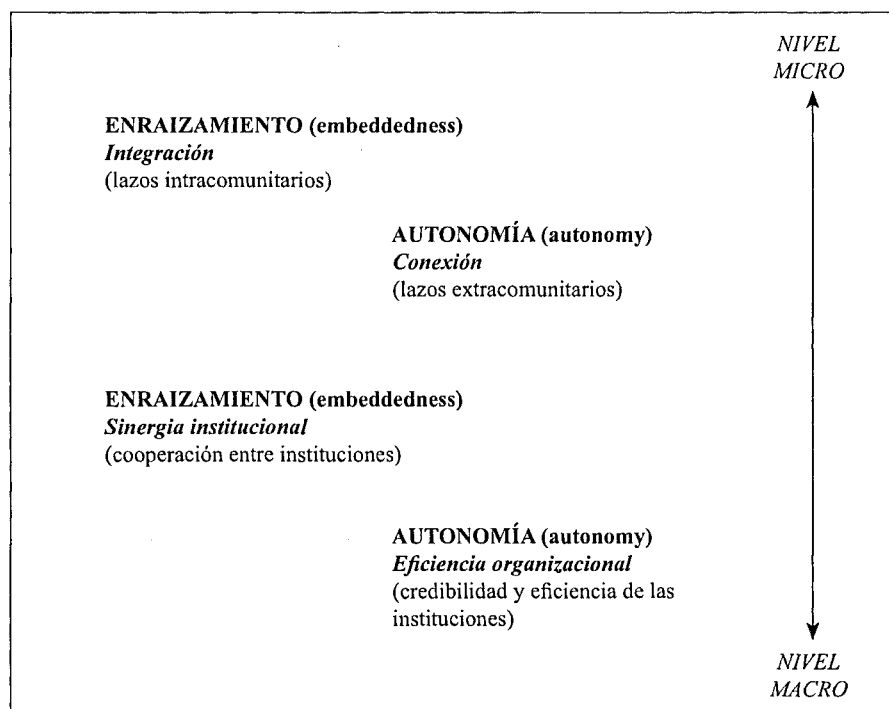 NIVEL
MICRO
ENRAIZAMIENTO (embeddedness)
Integración
(lazos intracomunitarios)
AUTONOMÍA (autonomy)
Conexión
(lazos extracomunitarios)
ENRAIZAMIENTO (embeddedness)
Sinergia institucional
(cooperación entre instituciones)
AUTONOMÍA (autonomy)
Eficiencia organizacional
(credibilidad y eficiencia de las
instituciones)
NIVEL
MACRO